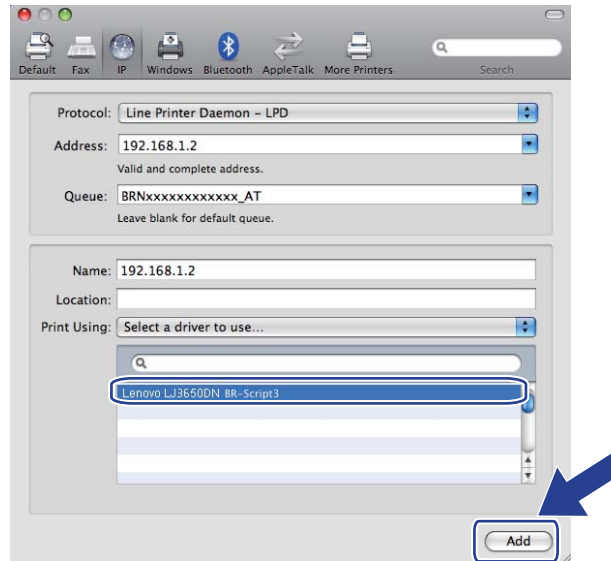 Default Fax IP Windows Bluetooth AppleTalk More Printers Search
Protocol: Line Printer Daemon – LPD
Address: 192.168.1.2
Valid and complete address.
Queue: BRNxxxxxxxxxxxx_AT
Leave blank for default queue.
Name: 192.168.1.2
Location:
Print Using: Select a driver to use...
Lenovo LJ3650DN BR-Script3
Add